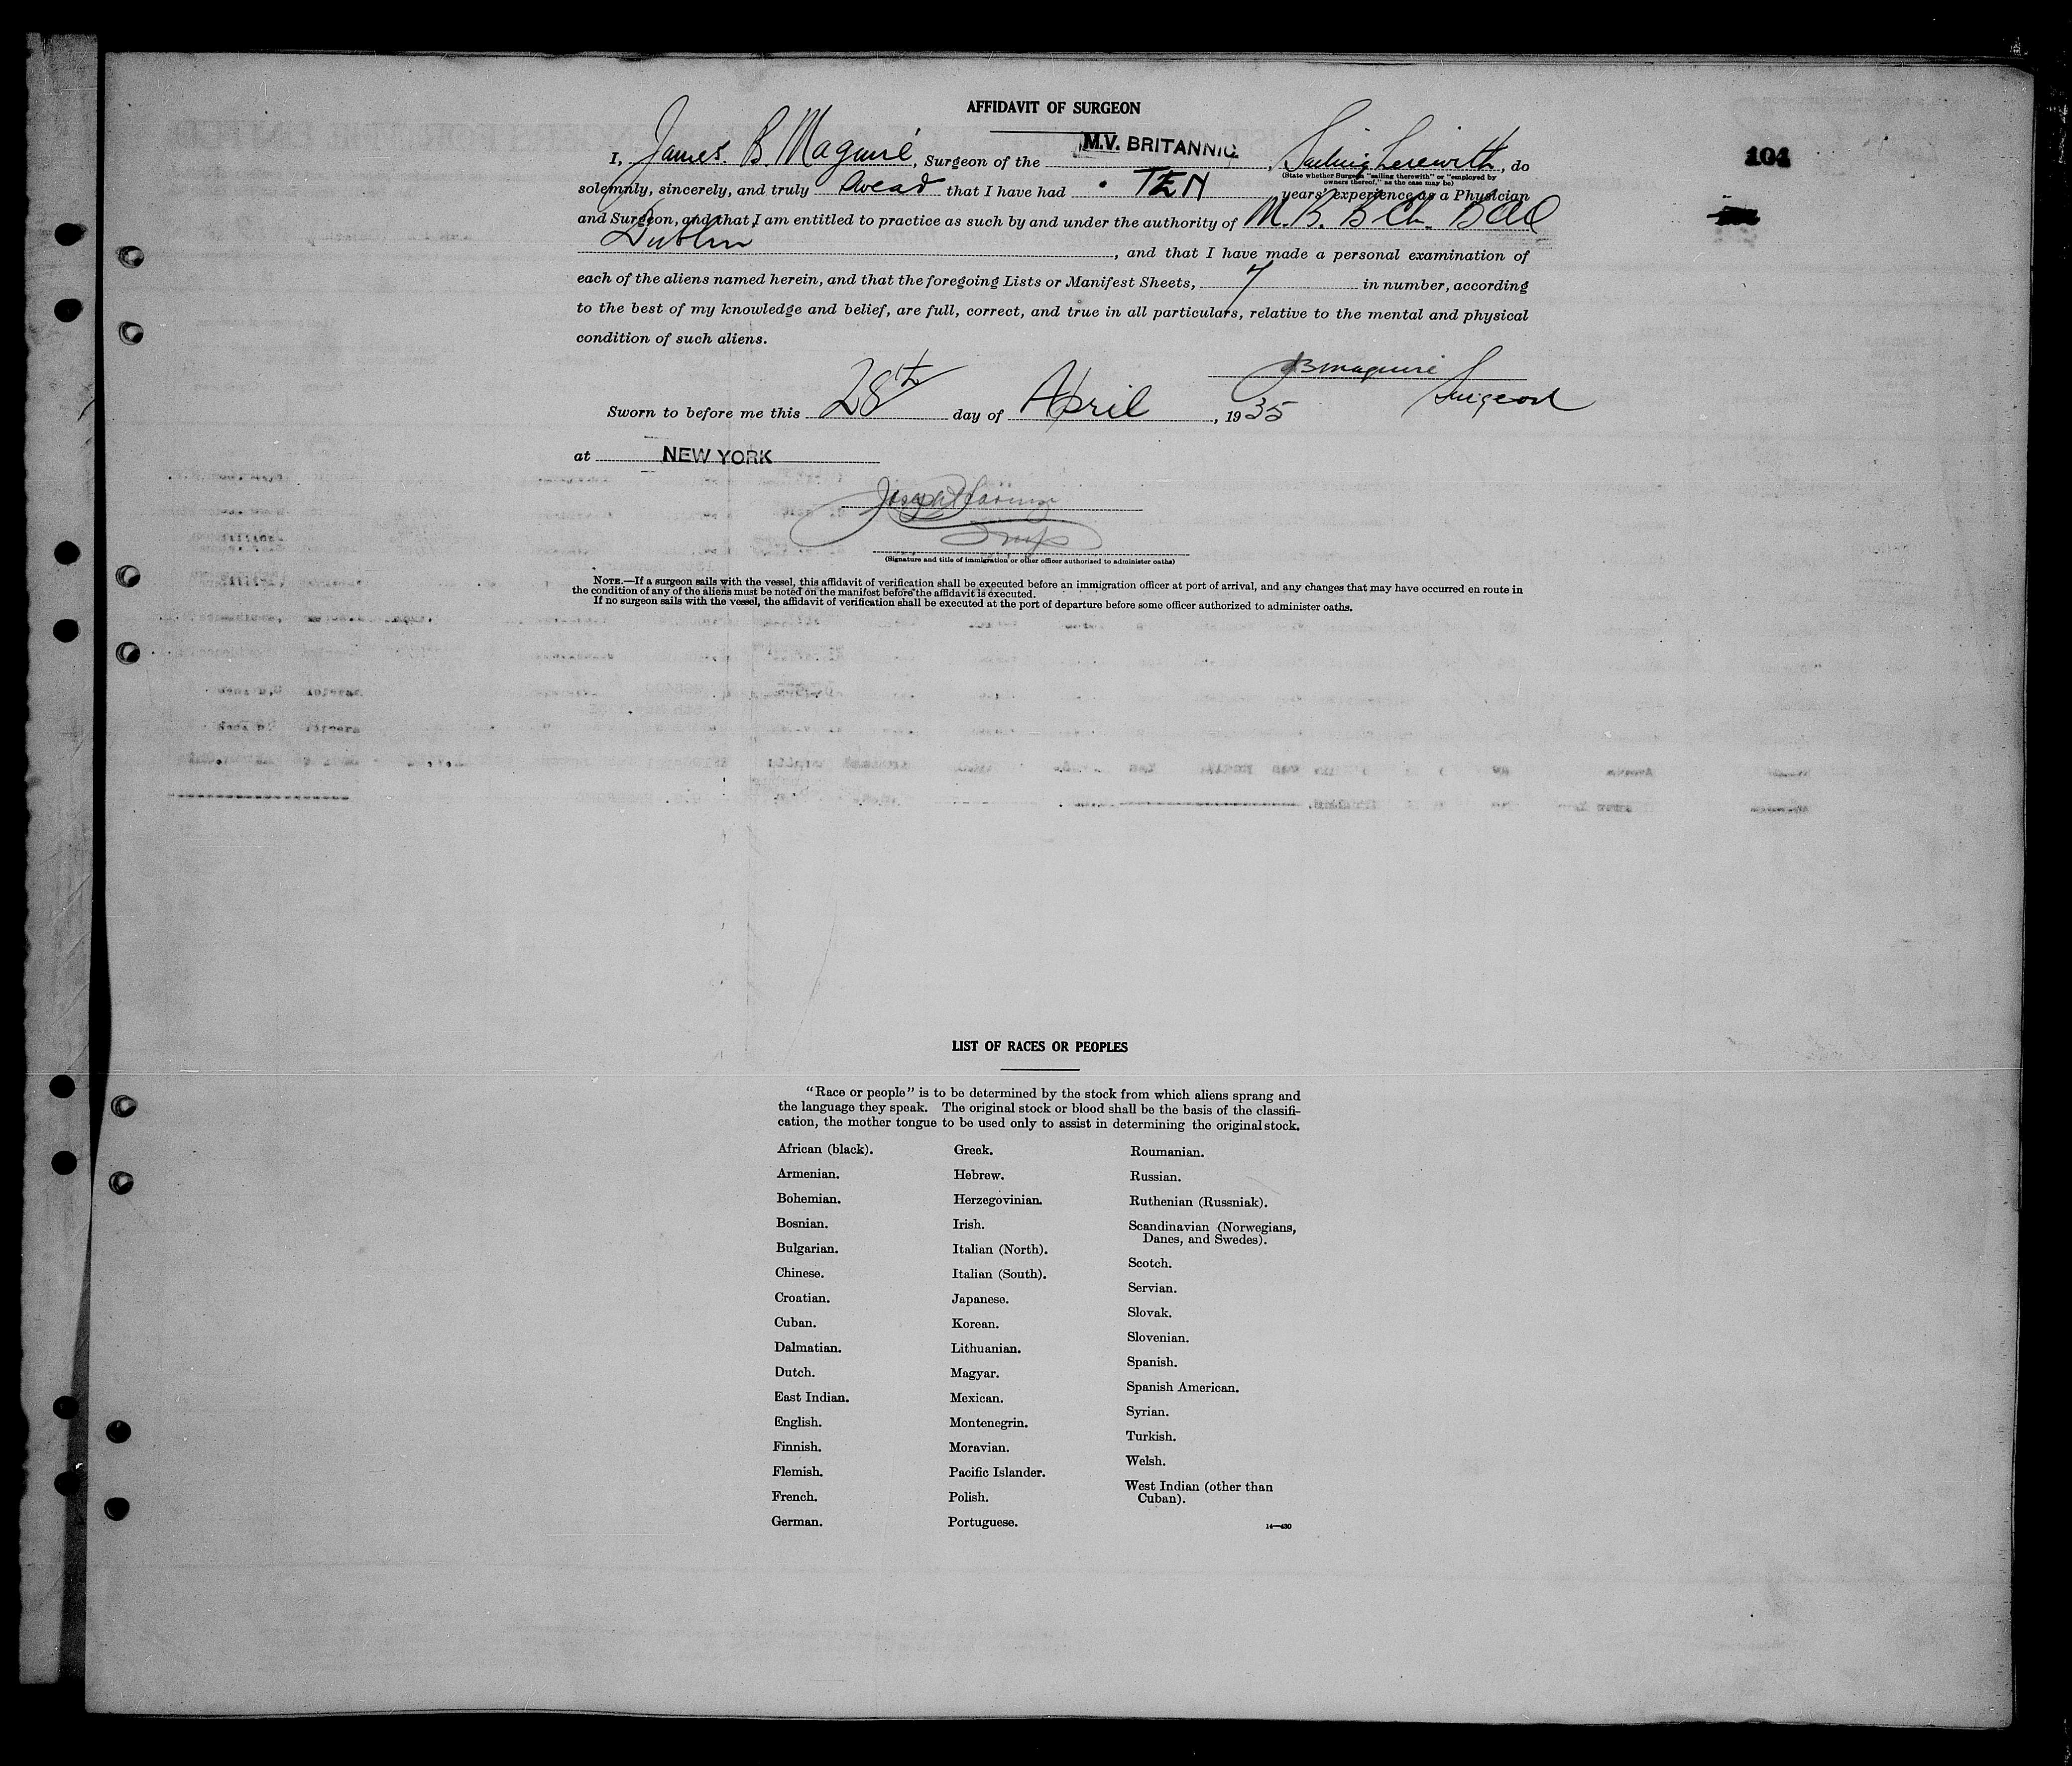 AFFIDAVIT OF SURGEON
104
I, James. B. Maguire, Surgeon of the M.V. BRITANNIC, Sailing therewith, do
(State whether Surgeon "sailing therewith" or "employed by
owners thereof," as the case may be)
solemnly, sincerely, and truly swear that I have had TEN years' experience as a Physician
and Surgeon, and that I am entitled to practice as such by and under the authority of M.B. B Ch. BAO
Dublin, and that I have made a personal examination of
each of the aliens named herein, and that the foregoing Lists or Manifest Sheets, 7 in number, according
to the best of my knowledge and belief, are full, correct, and true in all particulars, relative to the mental and physical
condition of such aliens.
JBMaguire
Surgeon
Sworn to before me this 28th day of April, 1935
at NEW YORK
(Signature and title of immigration or other officer authorized to administer oaths)
NOTE.—If a surgeon sails with the vessel, this affidavit of verification shall be executed before an immigration officer at port of arrival, and any changes that may have occurred en route in
the condition of any of the aliens must be noted on the manifest before the affidavit is executed.
If no surgeon sails with the vessel, the affidavit of verification shall be executed at the port of departure before some officer authorized to administer oaths.
LIST OF RACES OR PEOPLES
"Race or people" is to be determined by the stock from which aliens sprang and
the language they speak. The original stock or blood shall be the basis of the classifi-
cation, the mother tongue to be used only to assist in determining the original stock.
African (black).
Armenian.
Bohemian.
Bosnian.
Bulgarian.
Chinese.
Croatian.
Cuban.
Dalmatian.
Dutch.
East Indian.
English.
Finnish.
Flemish.
French.
German.
Greek.
Hebrew.
Herzegovinian.
Irish.
Italian (North).
Italian (South).
Japanese.
Korean.
Lithuanian.
Magyar.
Mexican.
Montenegrin.
Moravian.
Pacific Islander.
Polish.
Portuguese.
Roumanian.
Russian.
Ruthenian (Russniak).
Scandinavian (Norwegians,
Danes, and Swedes).
Scotch.
Servian.
Slovak.
Slovenian.
Spanish.
Spanish American.
Syrian.
Turkish.
Welsh.
West Indian (other than
Cuban).
14—430